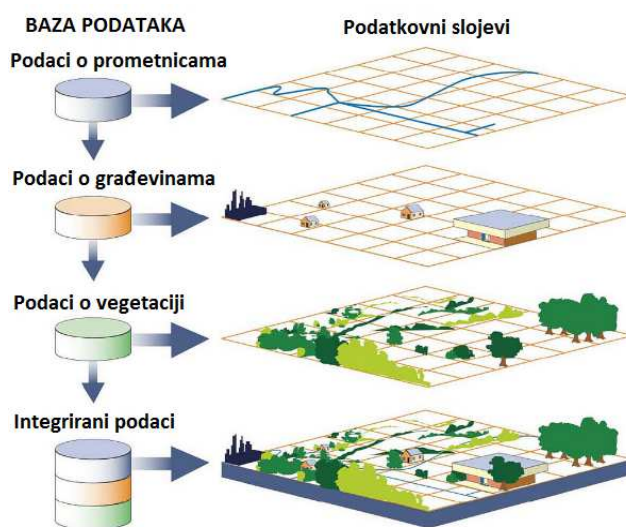 BAZA PODATAKA
Podatkovni slojevi
Podaci o prometnicama
Podaci o građevinama
Podaci o vegetaciji
Integrirani podaci